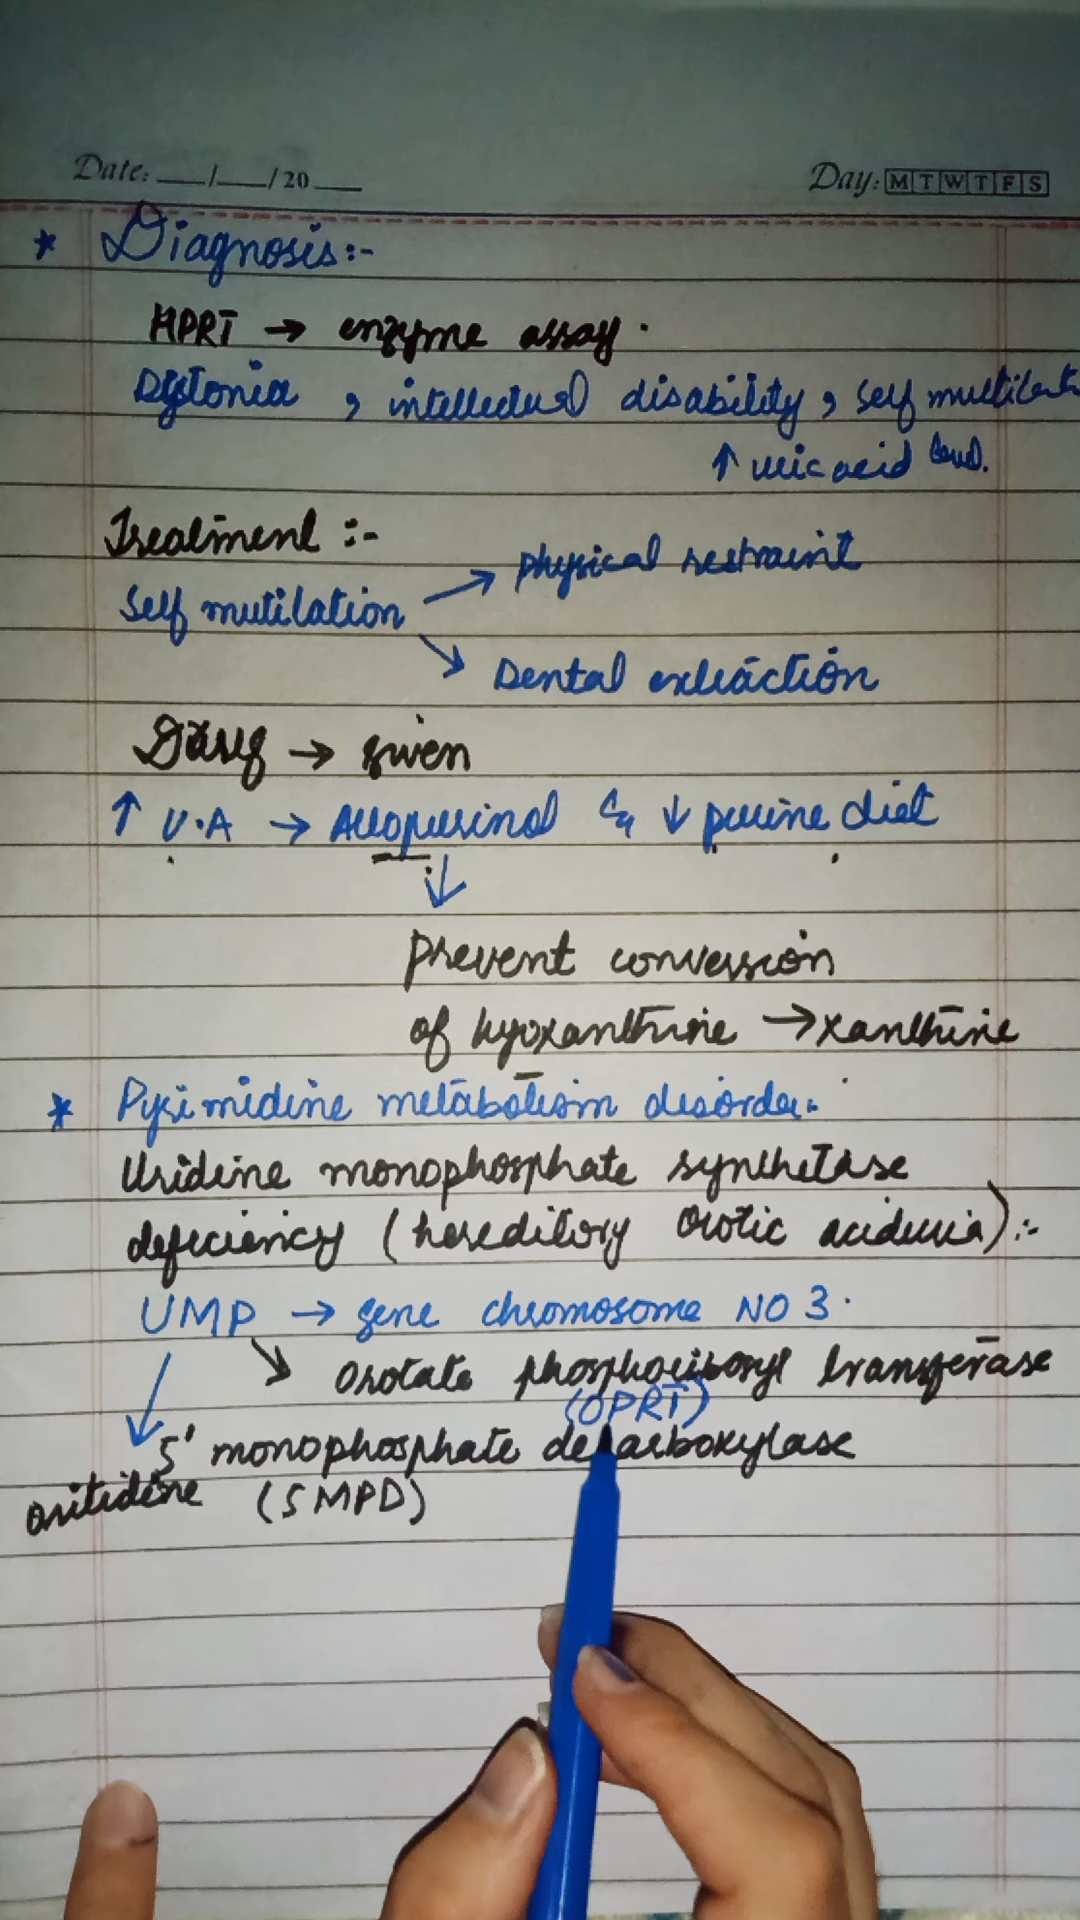 Date: ___/___/20___ Day: M T W T F S
* Diagnosis:-
HPRT → enzyme assay.
Dystonia, intellectual disability, self multilat
↑ uric acid level.
Treatment :-
Self mutilation → physical restraint
↘ Dental extraction
Drug → given
↑ U.A → Allopurinol & ↓ purine diet
↓
prevent conversion
of hyoxanthine → xanthine
* Pyrimidine metabolism disorder:
Uridine monophosphate synthetase
deficiency (hereditory orotic aciduria):-
UMP → gene chromosome NO 3.
↘ orotate phosphoribosyl transferase
(OPRT)
5' monophosphate decarboxylase
oritidine (5MPD)